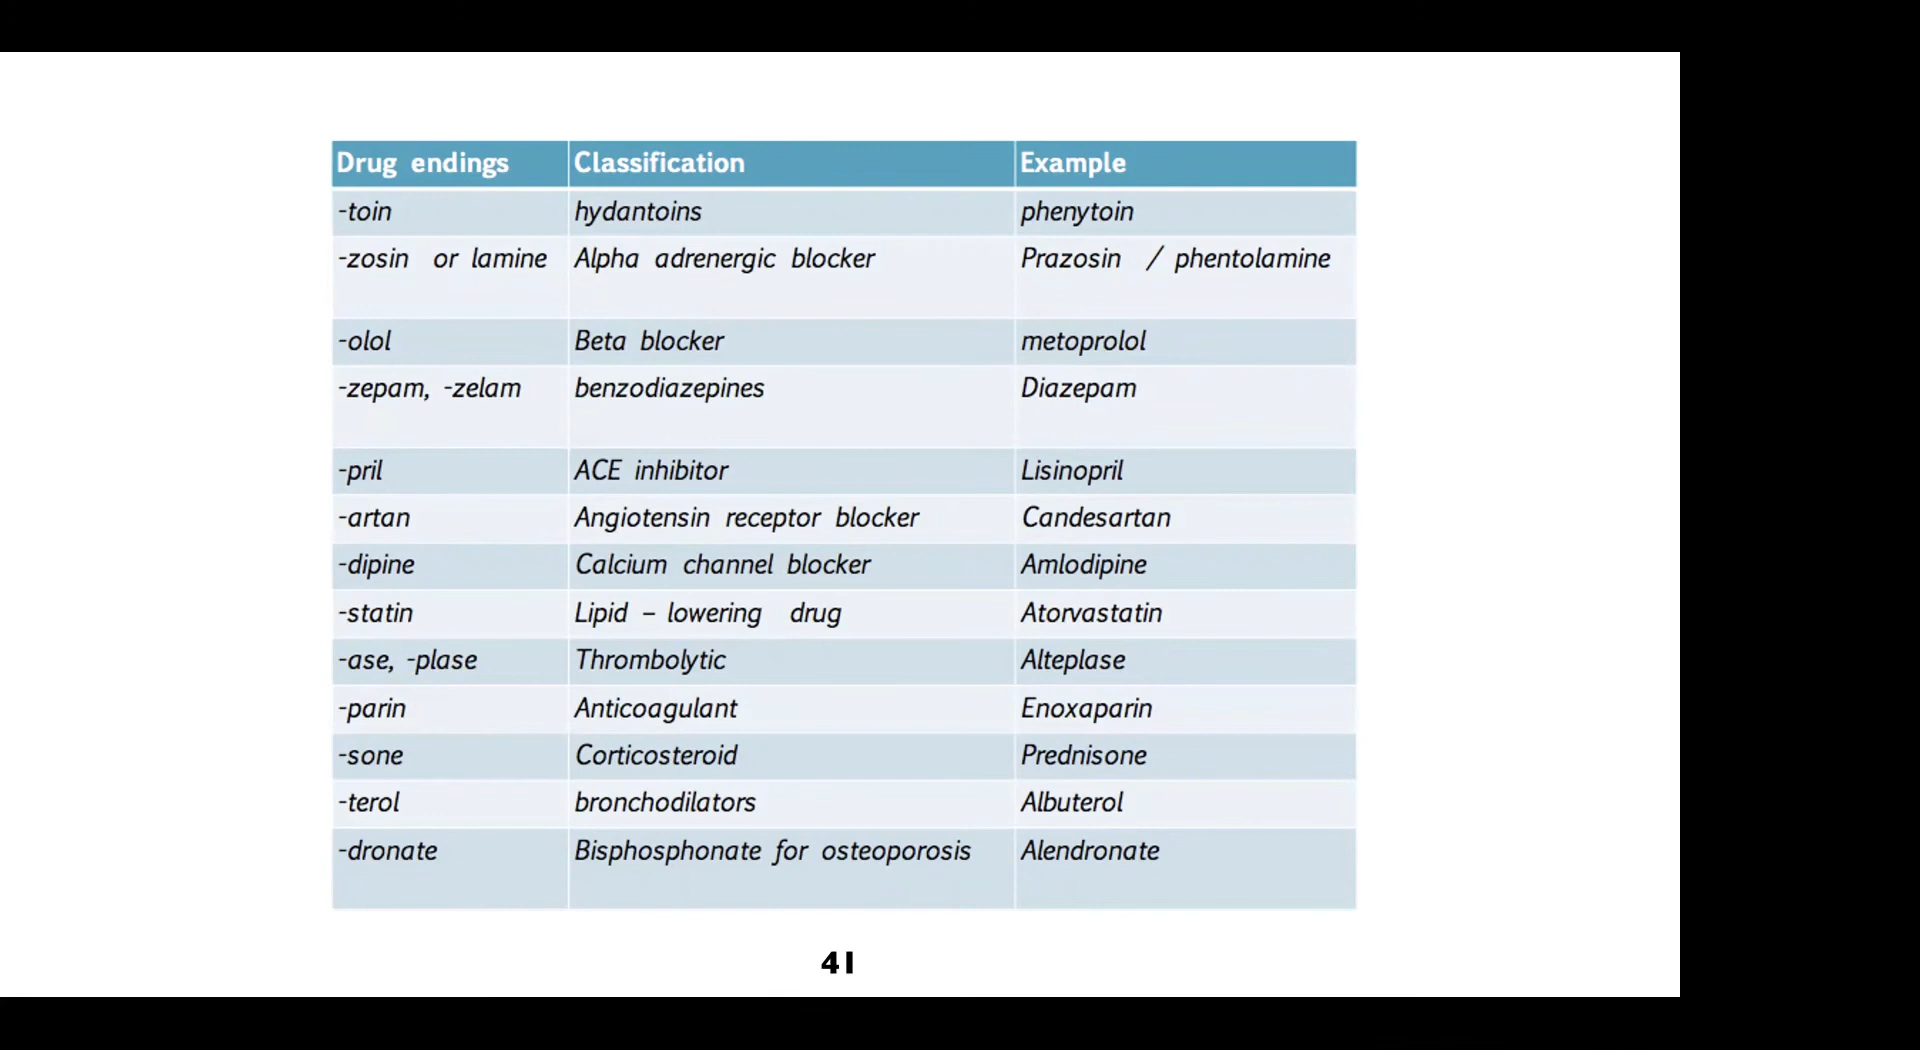 Drug endings Classification Example
-toin hydantoins phenytoin
-zosin or lamine Alpha adrenergic blocker Prazosin / phentolamine
-olol Beta blocker metoprolol
-zepam, -zelam benzodiazepines Diazepam
-pril ACE inhibitor Lisinopril
-artan Angiotensin receptor blocker Candesartan
-dipine Calcium channel blocker Amlodipine
-statin Lipid – lowering drug Atorvastatin
-ase, -plase Thrombolytic Alteplase
-parin Anticoagulant Enoxaparin
-sone Corticosteroid Prednisone
-terol bronchodilators Albuterol
-dronate Bisphosphonate for osteoporosis Alendronate
41